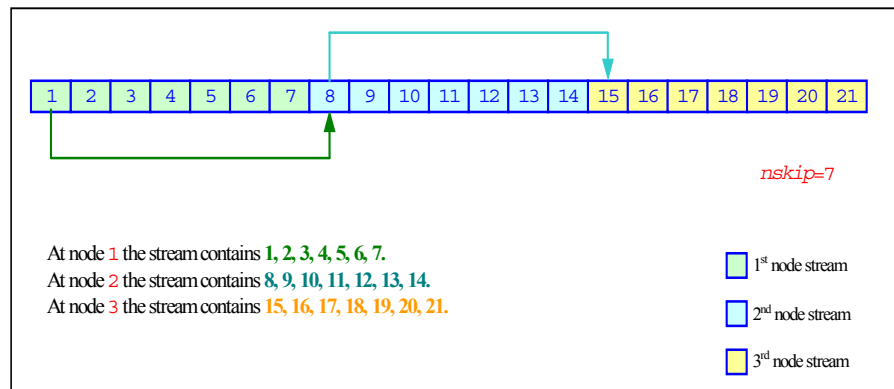 1 2 3 4 5 6 7 8 9 10 11 12 13 14 15 16 17 18 19 20 21
nskip=7
At node 1 the stream contains 1, 2, 3, 4, 5, 6, 7.
At node 2 the stream contains 8, 9, 10, 11, 12, 13, 14.
At node 3 the stream contains 15, 16, 17, 18, 19, 20, 21.
1st node stream
2nd node stream
3rd node stream